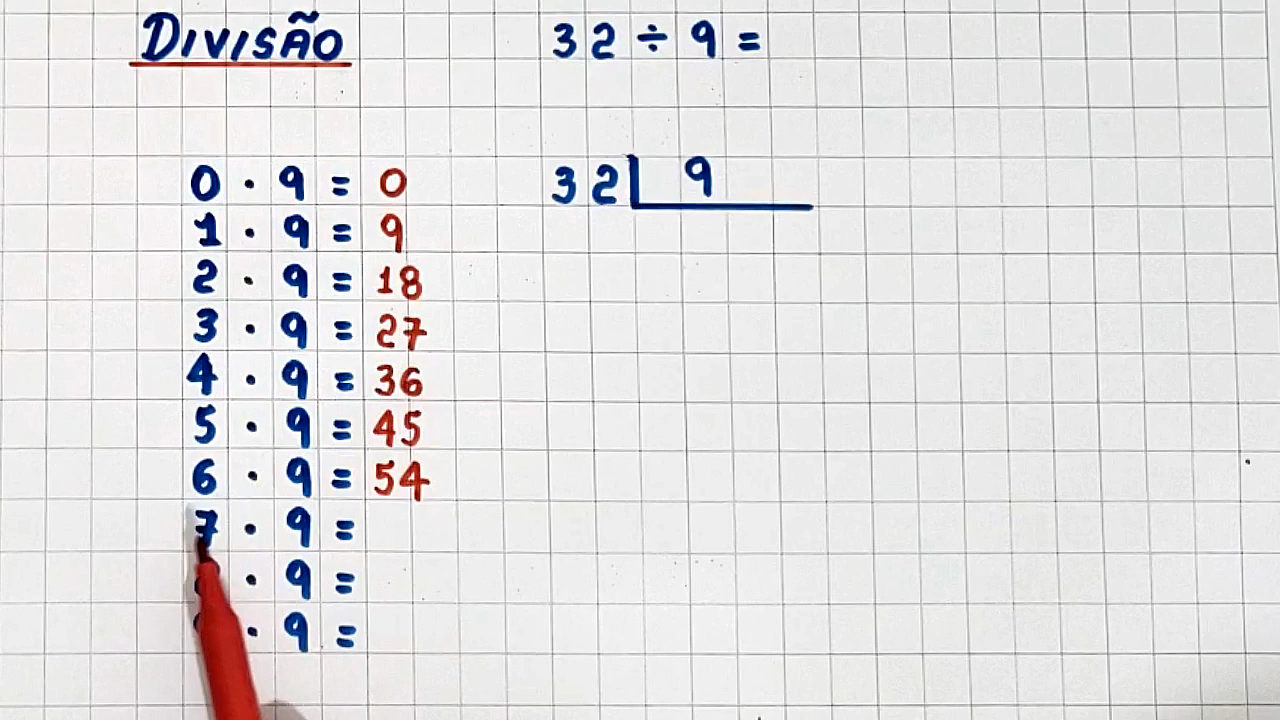 DIVISÃO
32 ÷ 9 =
0 · 9 = 0
1 · 9 = 9
2 · 9 = 18
3 · 9 = 27
4 · 9 = 36
5 · 9 = 45
6 · 9 = 54
7 · 9 =
· 9 =
· 9 =
32 9